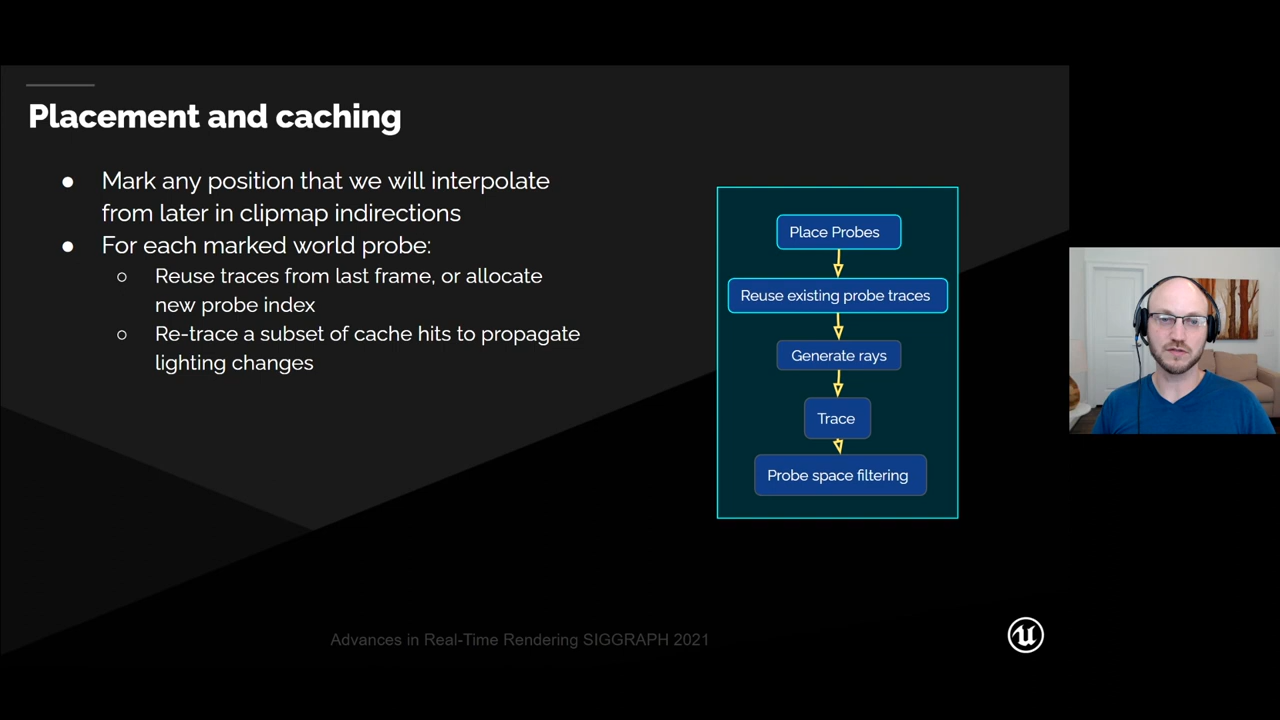 Placement and caching
● Mark any position that we will interpolate
from later in clipmap indirections
● For each marked world probe:
○ Reuse traces from last frame, or allocate
new probe index
○ Re-trace a subset of cache hits to propagate
lighting changes
Place Probes
Reuse existing probe traces
Generate rays
Trace
Probe space filtering
Advances in Real-Time Rendering SIGGRAPH 2021